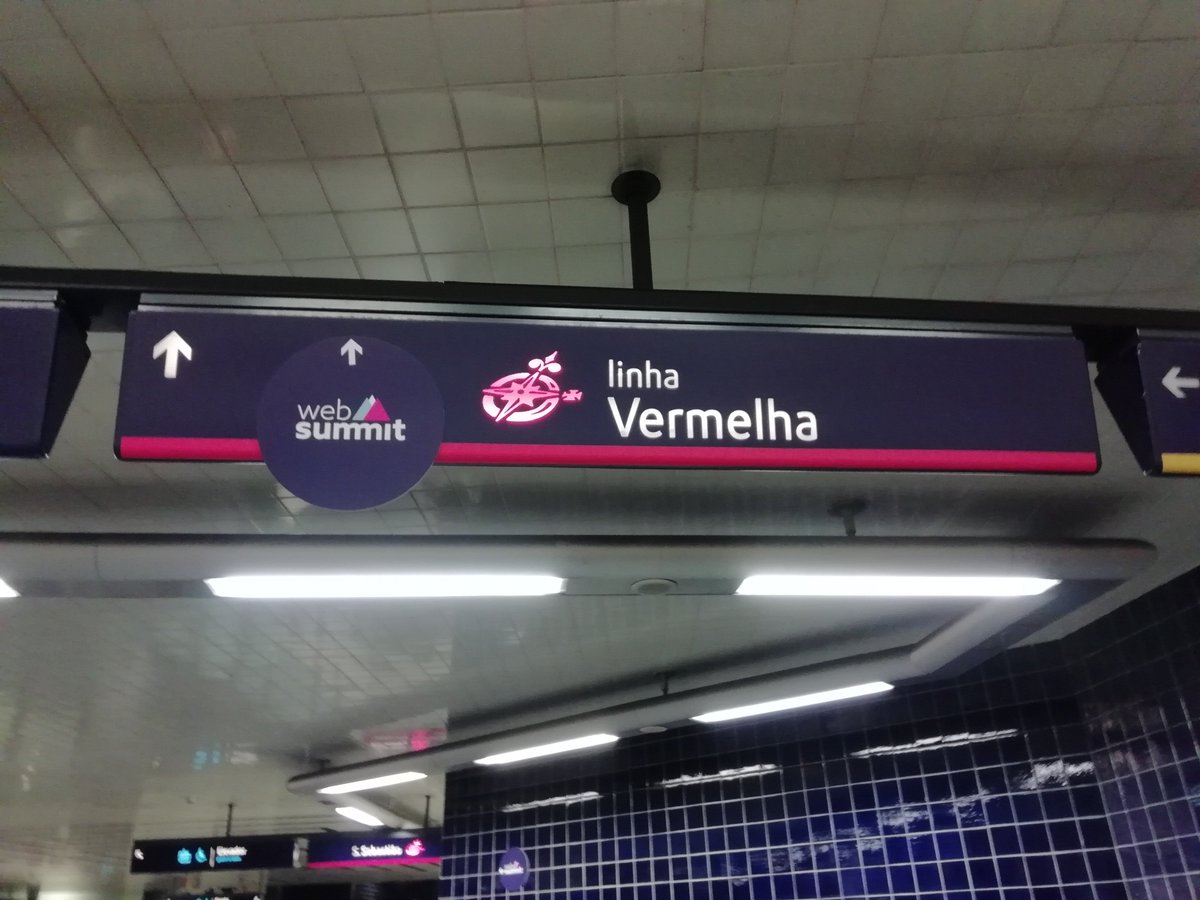 web
summit
linha
Vermelha
S. Sebastião